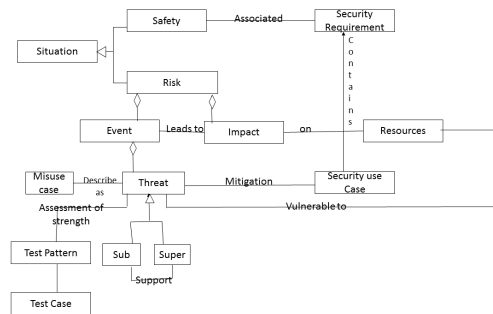 Safety
Associated
Security
Requirement
Situation
C
o
n
t
a
i
n
s
Risk
Event
Leads to
Impact
on
Resources
Misuse
case
Describe
as
Threat
Mitigation
Security use
Case
Assessment of
strength
Vulnerable to
Test Pattern
Sub
Super
Support
Test Case